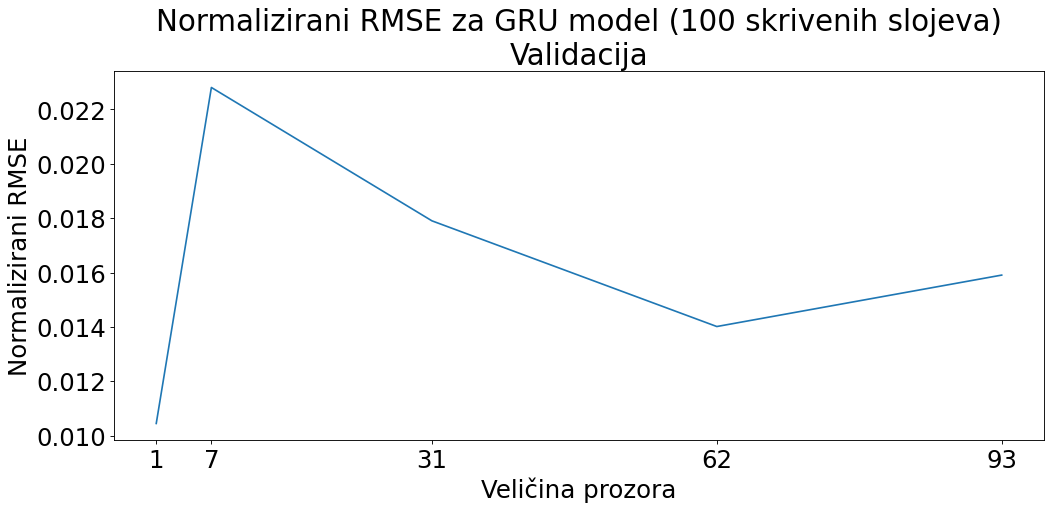 Normalizirani RMSE za GRU model (100 skrivenih slojeva)
Validacija
Normalizirani RMSE
0.022
0.020
0.018
0.016
0.014
0.012
0.010
1 7 31 62 93
Veličina prozora